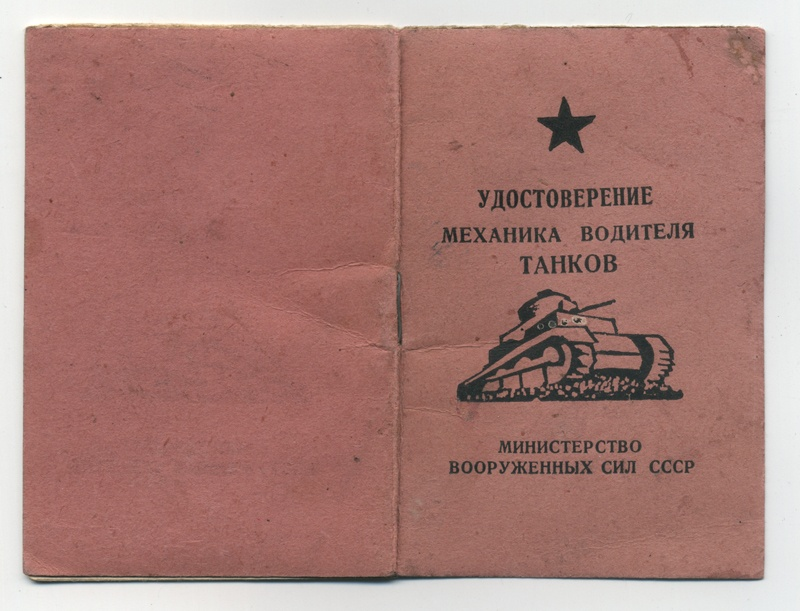 УДОСТОВЕРЕНИЕ
МЕХАНИКА ВОДИТЕЛЯ
ТАНКОВ
МИНИСТЕРСТВО
ВООРУЖЕННЫХ СИЛ СССР